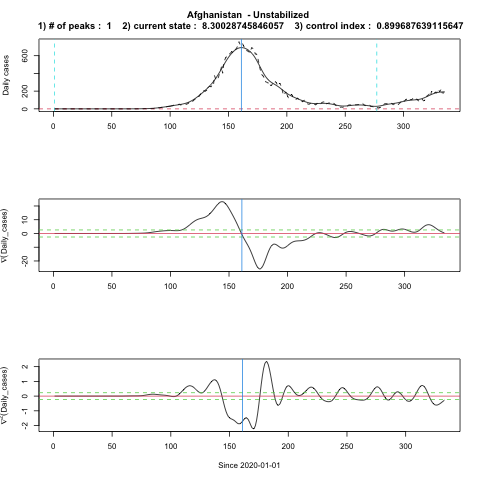 Afghanistan - Unstabilized
1) # of peaks : 1 2) current state : 8.30028745846057 3) control index : 0.899687639115647
Daily cases
0 200 600
0 50 100 150 200 250 300
∇(Daily_cases)
-20 0 10
0 50 100 150 200 250 300
∇²(Daily_cases)
-2 -1 0 1 2
0 50 100 150 200 250 300
Since 2020-01-01